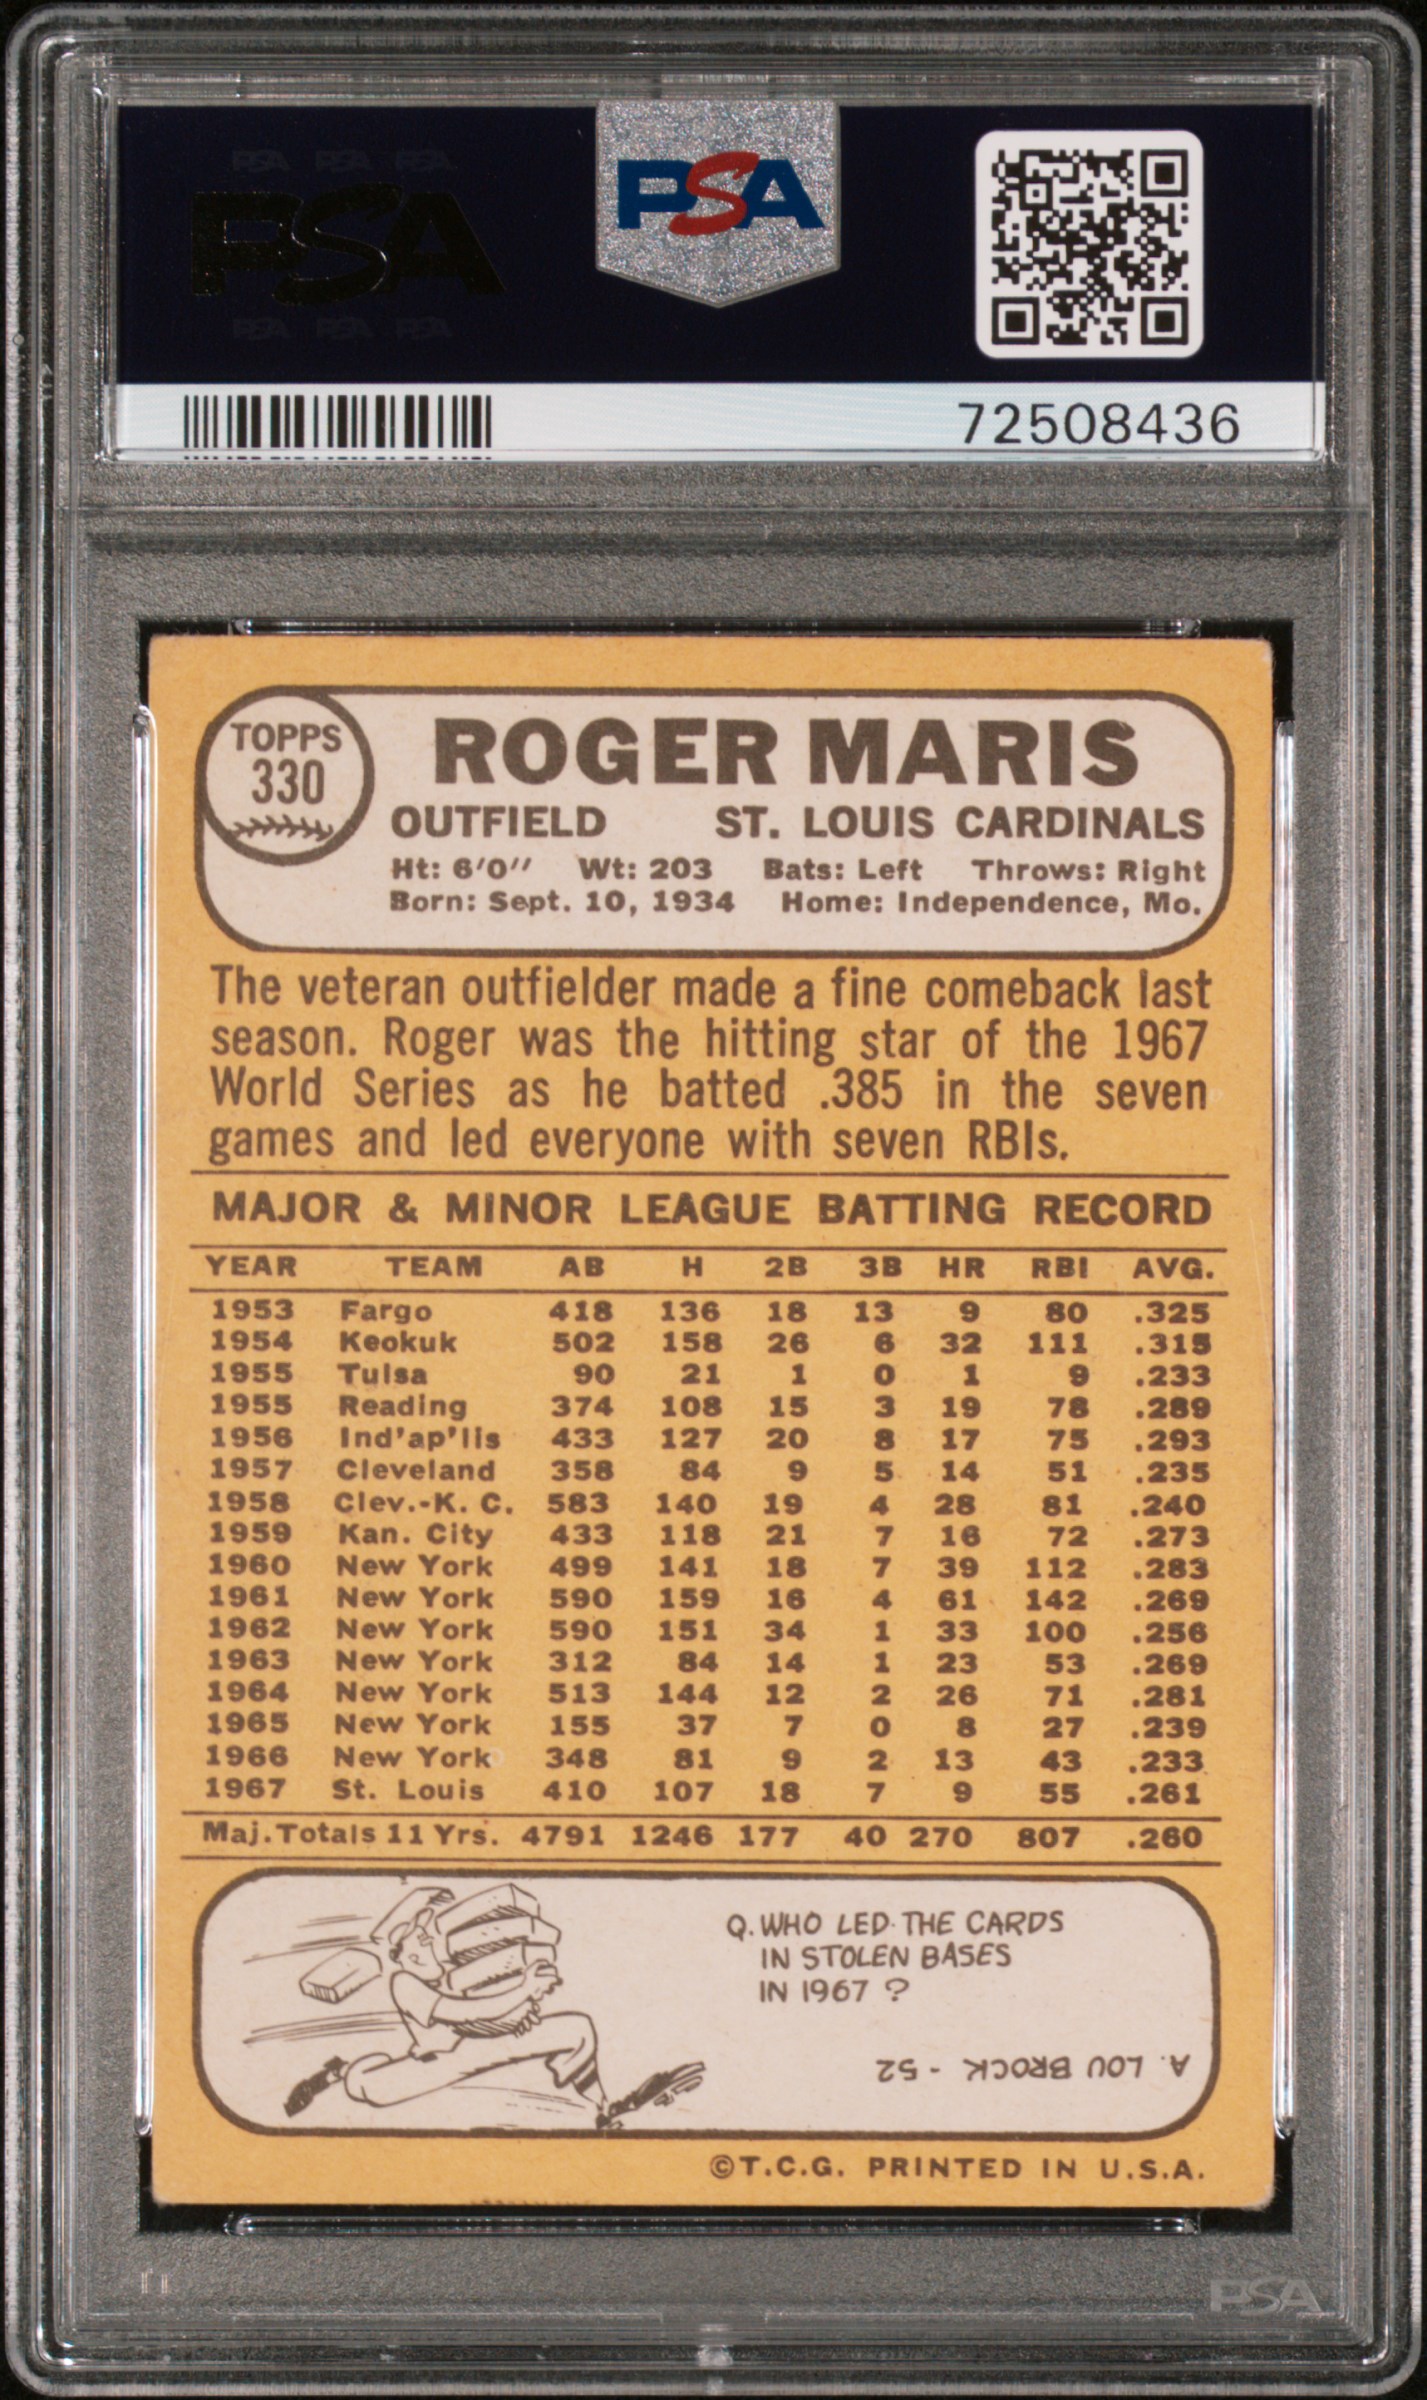 PSA PSA PSA
PSA
PSA PSA PSA
PSA
72508436
TOPPS
330
ROGER MARIS
OUTFIELD ST. LOUIS CARDINALS
Ht: 6'0" Wt: 203 Bats: Left Throws: Right
Born: Sept. 10, 1934 Home: Independence, Mo.
The veteran outfielder made a fine comeback last
season. Roger was the hitting star of the 1967
World Series as he batted .385 in the seven
games and led everyone with seven RBIs.
MAJOR & MINOR LEAGUE BATTING RECORD
YEAR TEAM AB H 2B 3B HR RBI AVG.
1953 Fargo 418 136 18 13 9 80 .325
1954 Keokuk 502 158 26 6 32 111 .315
1955 Tulsa 90 21 1 0 1 9 .233
1955 Reading 374 108 15 3 19 78 .289
1956 Ind'ap'lis 433 127 20 8 17 75 .293
1957 Cleveland 358 84 9 5 14 51 .235
1958 Clev.-K. C. 583 140 19 4 28 81 .240
1959 Kan. City 433 118 21 7 16 72 .273
1960 New York 499 141 18 7 39 112 .283
1961 New York 590 159 16 4 61 142 .269
1962 New York 590 151 34 1 33 100 .256
1963 New York 312 84 14 1 23 53 .269
1964 New York 513 144 12 2 26 71 .281
1965 New York 155 37 7 0 8 27 .239
1966 New York 348 81 9 2 13 43 .233
1967 St. Louis 410 107 18 7 9 55 .261
Maj. Totals 11 Yrs. 4791 1246 177 40 270 807 .260
Q. WHO LED THE CARDS
IN STOLEN BASES
IN 1967 ?
A. LOU BROCK - 52
©T.C.G. PRINTED IN U.S.A.
PSA